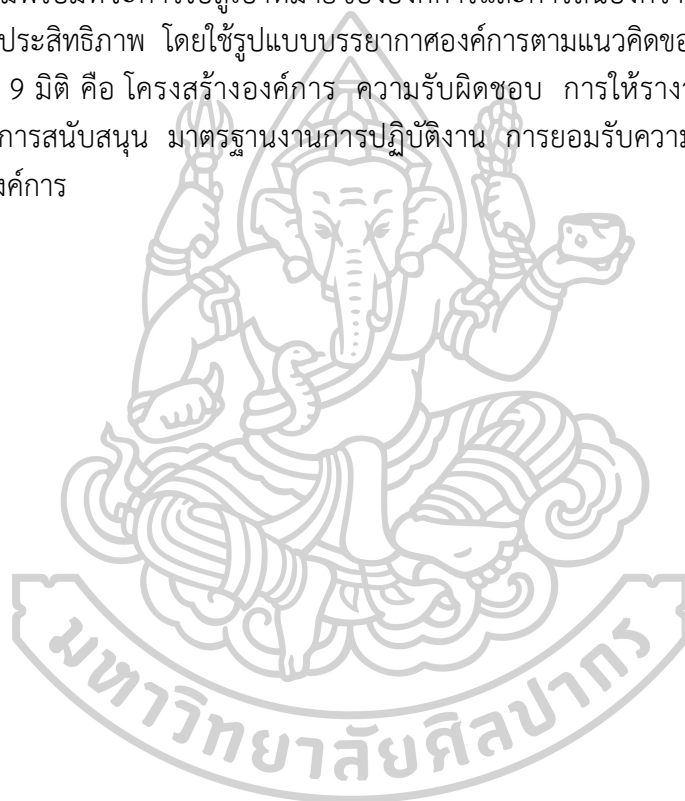 ประสิทธิภาพ โดยใช้รูปแบบบรรยากาศองค์การตามแนวคิดขอ
9 มิติ คือ โครงสร้างองค์การ ความรับผิดชอบ การให้ราง
การสนับสนุน มาตรฐานงานการปฏิบัติงาน การยอมรับความ
งค์การ
มหาวิทยาลัยศิลปากร